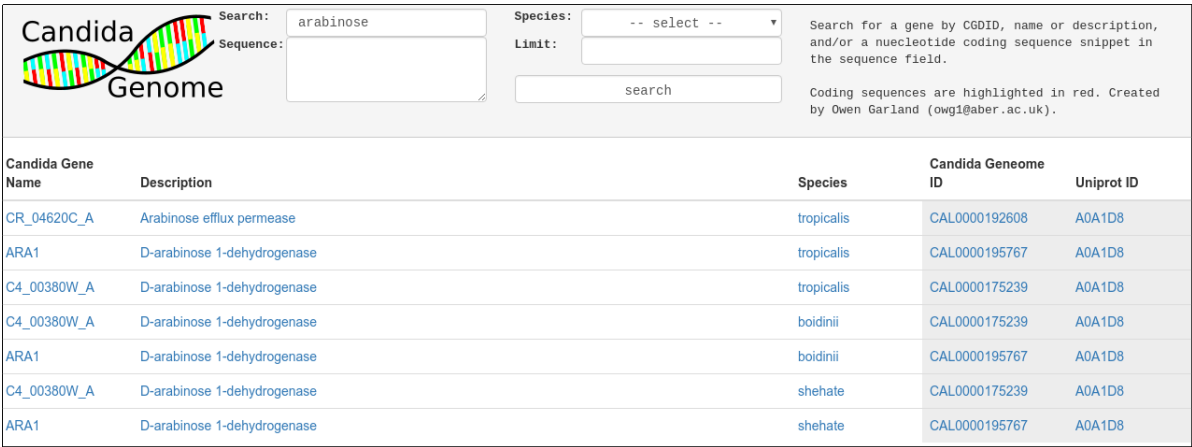 Candida
Genome
Search: arabinose
Sequence:
Species: -- select --
Limit:
search
Search for a gene by CGDID, name or description,
and/or a nuecleotide coding sequence snippet in
the sequence field.
Coding sequences are highlighted in red. Created
by Owen Garland (owg1@aber.ac.uk).
Candida Gene
Name Description Species Candida Geneome
ID Uniprot ID
CR_04620C_A Arabinose efflux permease tropicalis CAL0000192608 A0A1D8
ARA1 D-arabinose 1-dehydrogenase tropicalis CAL0000195767 A0A1D8
C4_00380W_A D-arabinose 1-dehydrogenase tropicalis CAL0000175239 A0A1D8
C4_00380W_A D-arabinose 1-dehydrogenase boidinii CAL0000175239 A0A1D8
ARA1 D-arabinose 1-dehydrogenase boidinii CAL0000195767 A0A1D8
C4_00380W_A D-arabinose 1-dehydrogenase shehate CAL0000175239 A0A1D8
ARA1 D-arabinose 1-dehydrogenase shehate CAL0000195767 A0A1D8